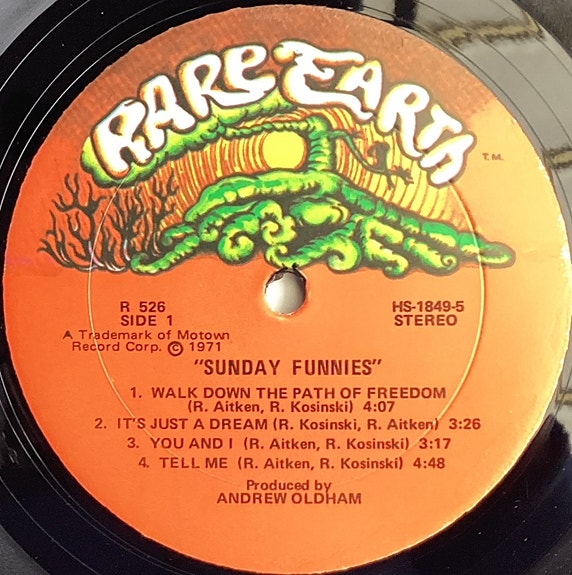 RARE EARTH
T.M.
R 526
SIDE 1
HS-1849-5
STEREO
A Trademark of Motown
Record Corp. © 1971
"SUNDAY FUNNIES"
1. WALK DOWN THE PATH OF FREEDOM
(R. Aitken, R. Kosinski) 4:07
2. IT'S JUST A DREAM (R. Kosinski, R. Aitken) 3:26
3. YOU AND I (R. Aitken, R. Kosinski) 3:17
4. TELL ME (R. Aitken, R. Kosinski) 4:48
Produced by
ANDREW OLDHAM